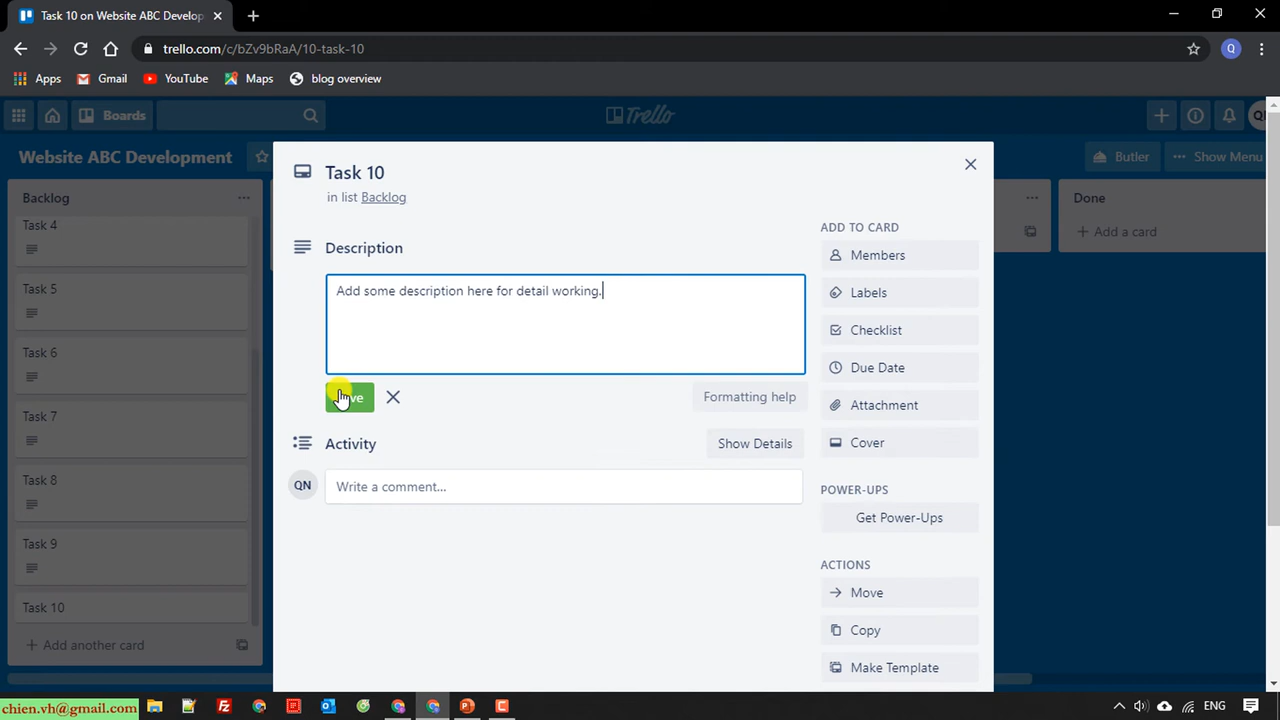 Task 10 on Website ABC Develop
trello.com/c/bZv9bRaA/10-task-10
Q
Apps
Gmail
YouTube
Maps
blog overview
Boards
Trello
Website ABC Development
Butler
Show Menu
Backlog
Task 4
Task 5
Task 6
Task 7
Task 8
Task 9
Task 10
Add another card
Task 10
in list Backlog
Description
Add some description here for detail working.
Formatting help
Activity
Show Details
QN
Write a comment...
ADD TO CARD
Members
Labels
Checklist
Due Date
Attachment
Cover
POWER-UPS
Get Power-Ups
ACTIONS
Move
Copy
Make Template
Done
Add a card
chien.vh@gmail.com
ENG